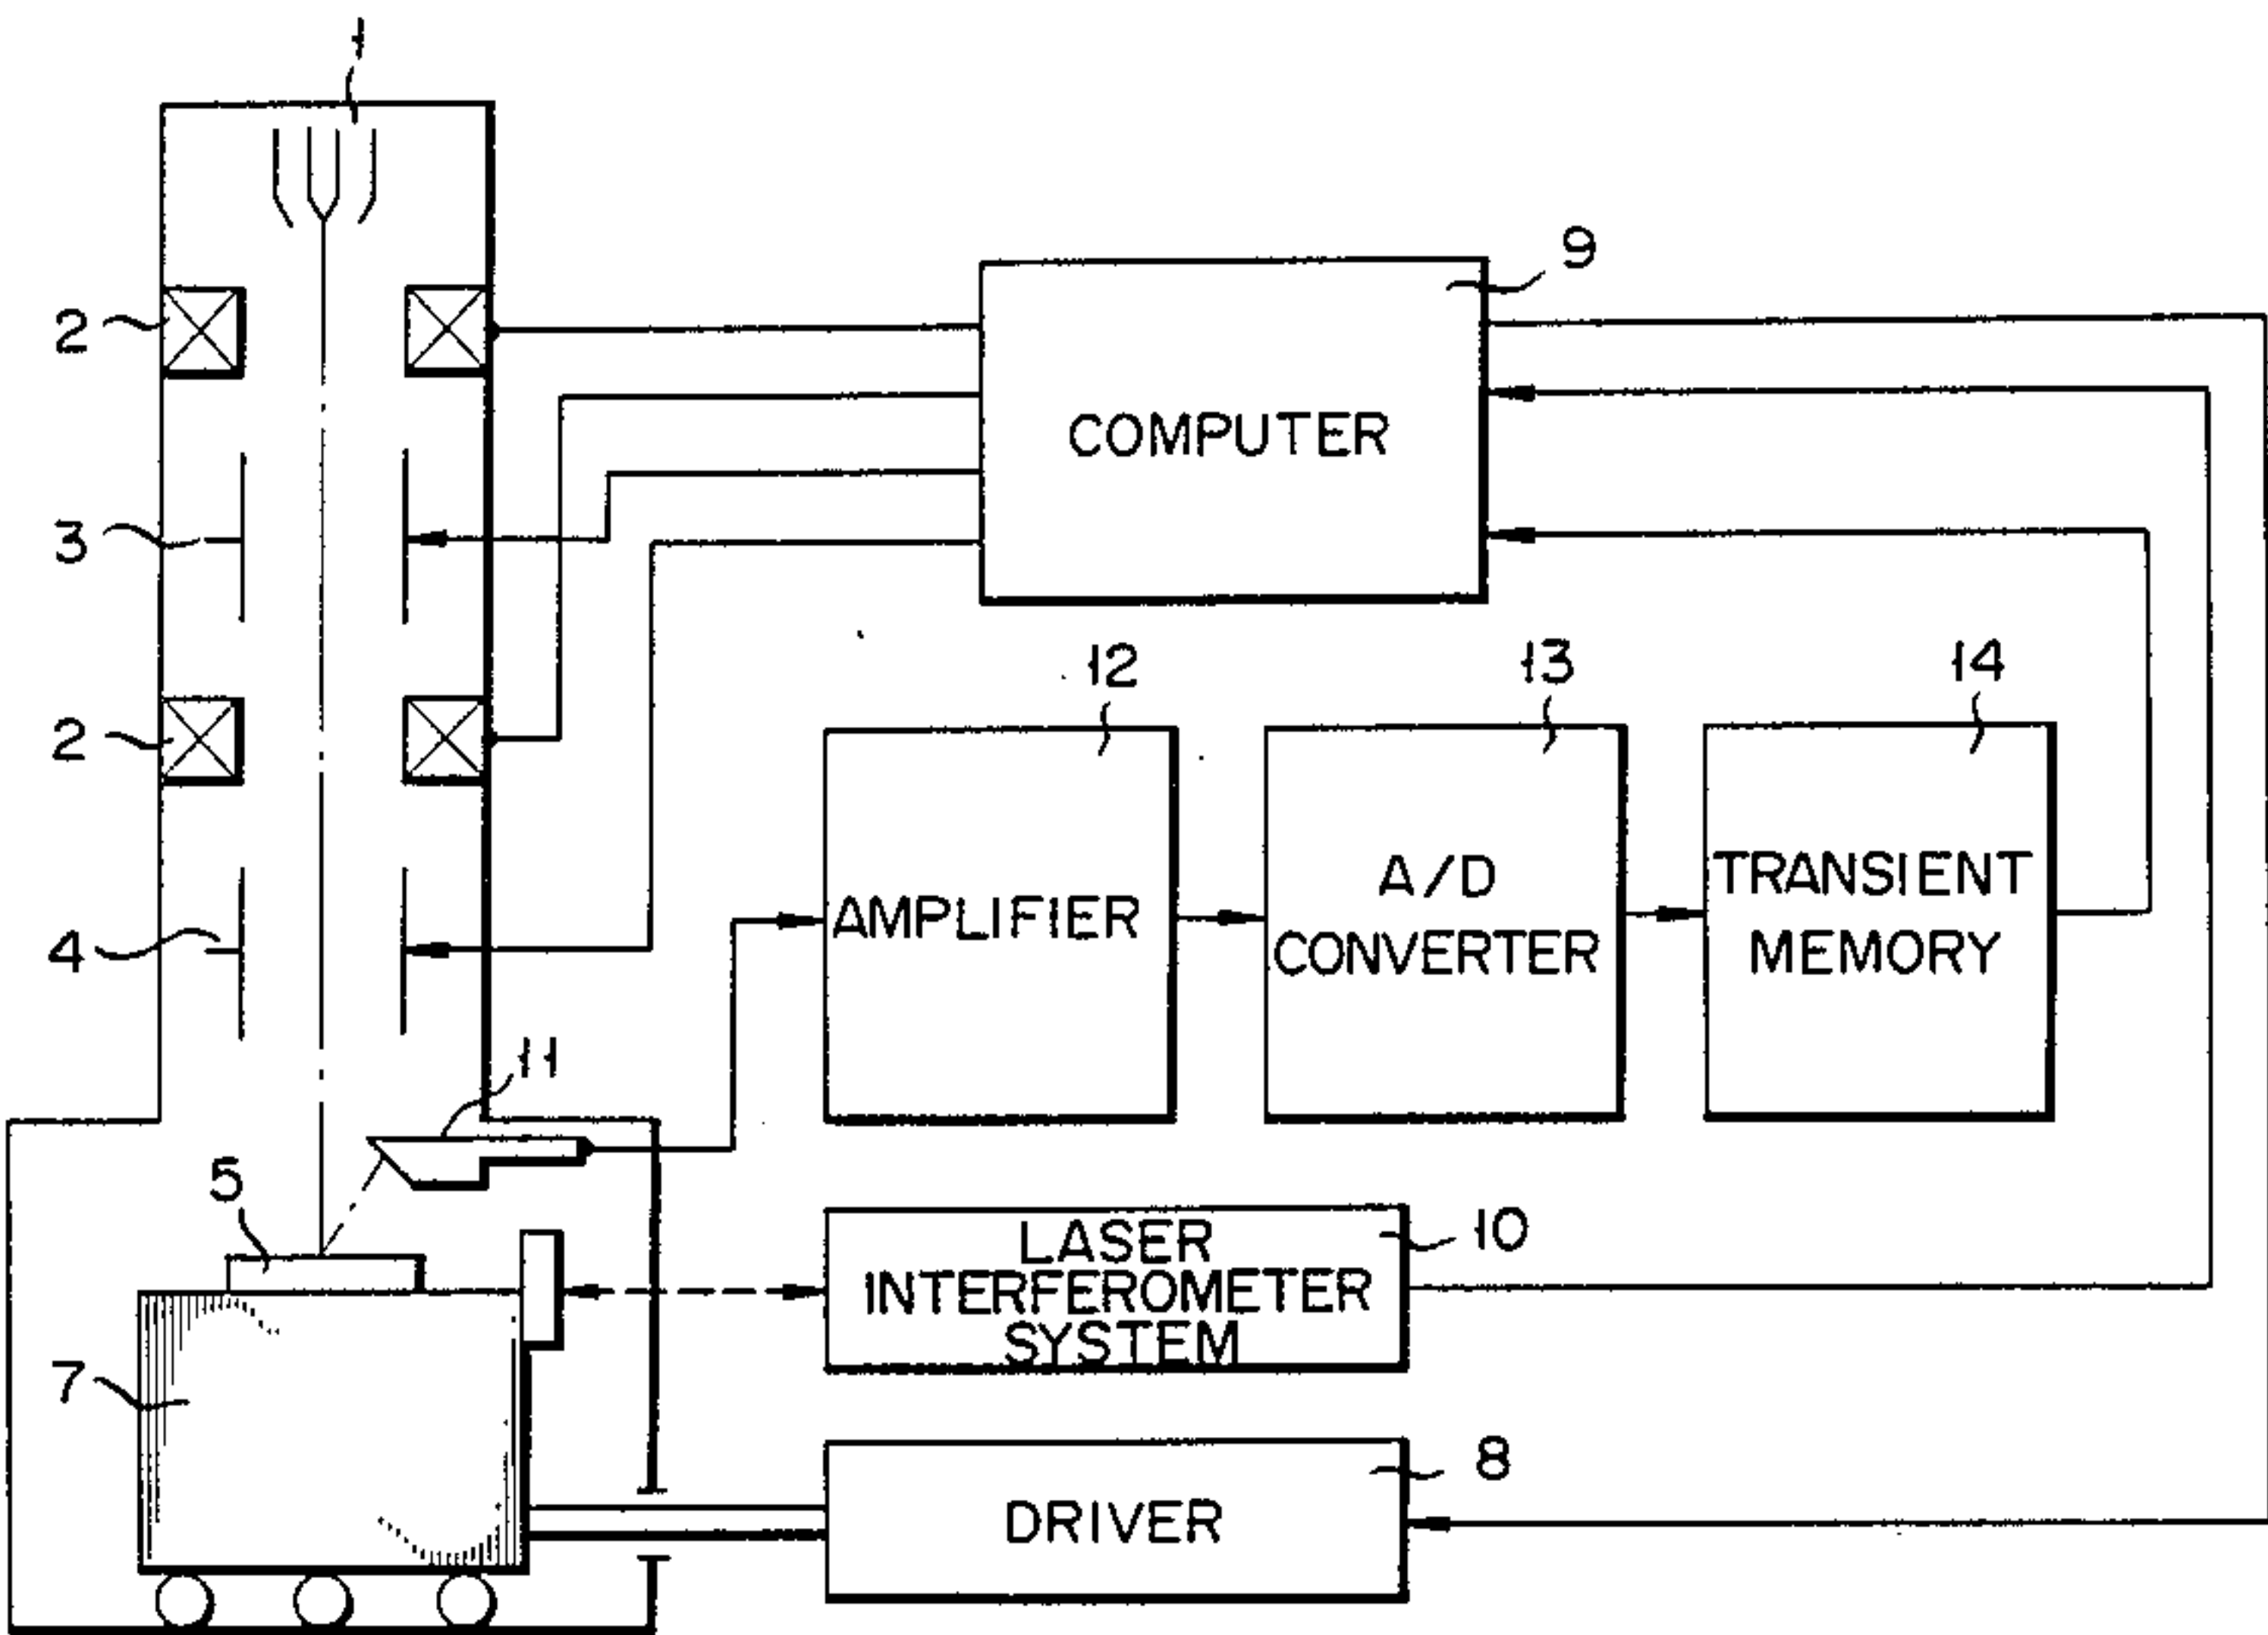 1
9
2
COMPUTER
3
12
13
14
2
A/D
TRANSIENT
AMPLIFIER
CONVERTER
MEMORY
4
11
5
LASER
10
INTERFEROMETER
SYSTEM
7
8
DRIVER